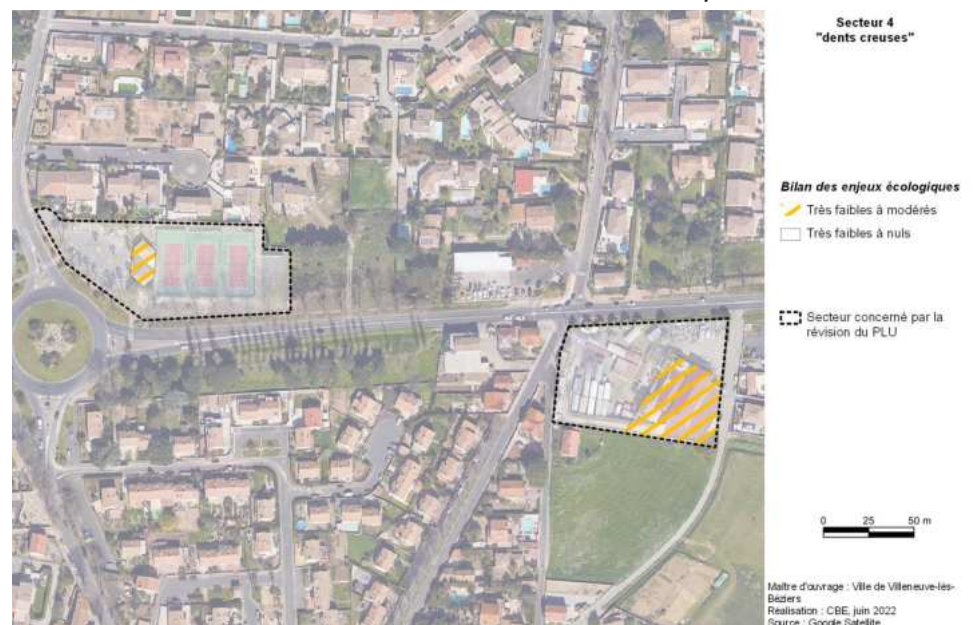 Secteur 4
"dents creuses"
Bilan des enjeux écologiques
Très faibles à modérés
Très faibles à nuls
Secteur concerné par la
révision du PLU
0 25 50 m
Maître d'ouvrage : Ville de Villeneuve-lès-
Béziers
Réalisation : CBE, juin 2022
Source : Google Satellite